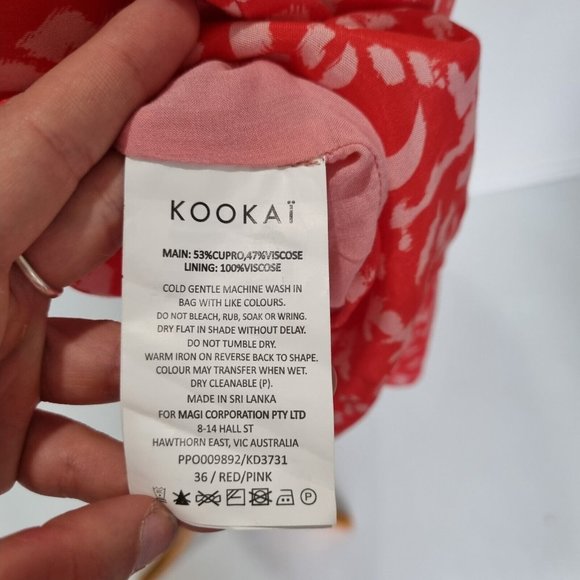 KOOKAÏ
MAIN: 53%CUPRO,47%VISCOSE
LINING: 100%VISCOSE
COLD GENTLE MACHINE WASH IN
BAG WITH LIKE COLOURS.
DO NOT BLEACH, RUB, SOAK OR WRING.
DRY FLAT IN SHADE WITHOUT DELAY.
DO NOT TUMBLE DRY.
WARM IRON ON REVERSE BACK TO SHAPE.
COLOUR MAY TRANSFER WHEN WET.
DRY CLEANABLE (P).
MADE IN SRI LANKA
FOR MAGI CORPORATION PTY LTD
8-14 HALL ST
HAWTHORN EAST, VIC AUSTRALIA
PPO009892/KD3731
36 / RED/PINK
P